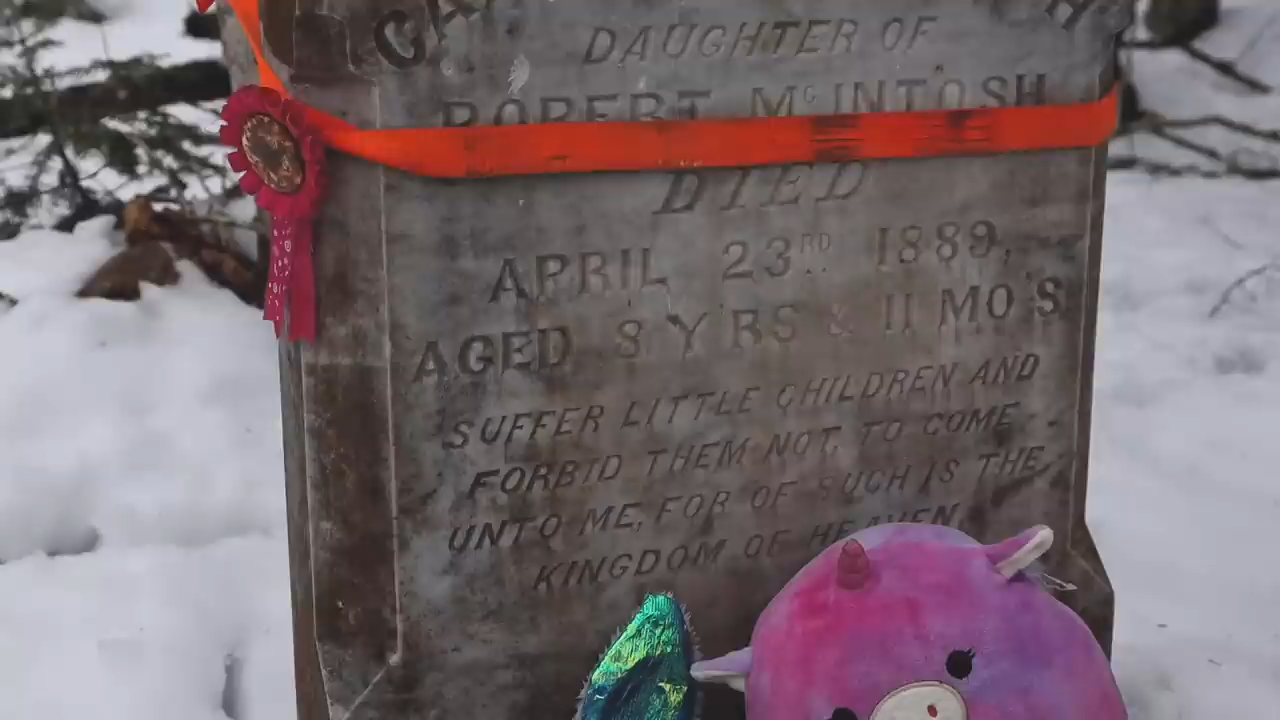 DAUGHTER OF
ROBERT McINTOSH
DIED
APRIL 23RD 1889,
AGED 8 YRS & 11 MO'S
SUFFER LITTLE CHILDREN AND
FORBID THEM NOT, TO COME
UNTO ME, FOR OF SUCH IS THE
KINGDOM OF HEAVEN